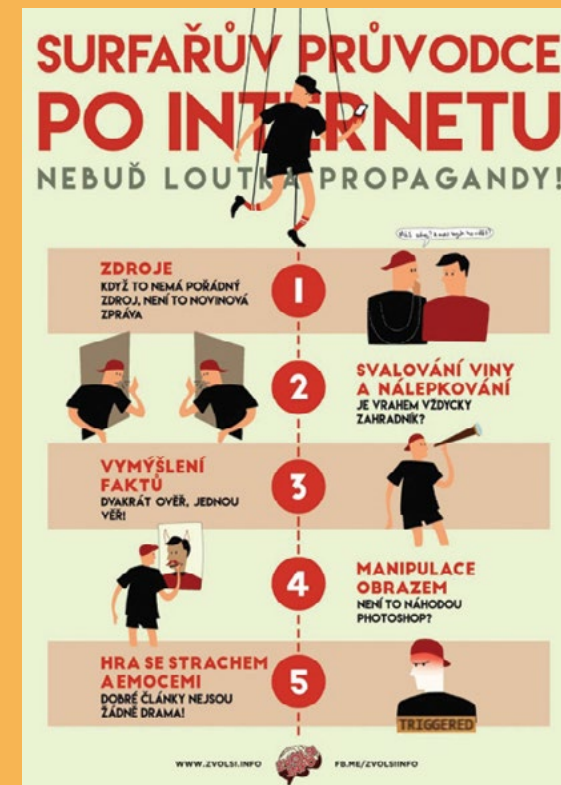 SURFAŘŮV PRŮVODCE
PO INTERNETU
NEBUĎ LOUTKA PROPAGANDY!
ZDROJE
KDYŽ TO NEMÁ POŘÁDNÝ
ZDROJ, NENÍ TO NOVINOVÁ
ZPRÁVA
1
2
SVALOVÁNÍ VINY
A NÁLEPKOVÁNÍ
JE VRAHEM VŽDYCKY
ZAHRADNÍK?
VYMÝŠLENÍ
FAKTŮ
DVAKRÁT OVĚŘ, JEDNOU
VĚŘ!
3
4
MANIPULACE
OBRAZEM
NENÍ TO NÁHODOU
PHOTOSHOP?
HRA SE STRACHEM
A EMOCEMI
DOBRÉ ČLÁNKY NEJSOU
ŽÁDNÉ DRAMA!
5
TRIGGERED
WWW.ZVOLSI.INFO
FB.ME/ZVOLSIINFO